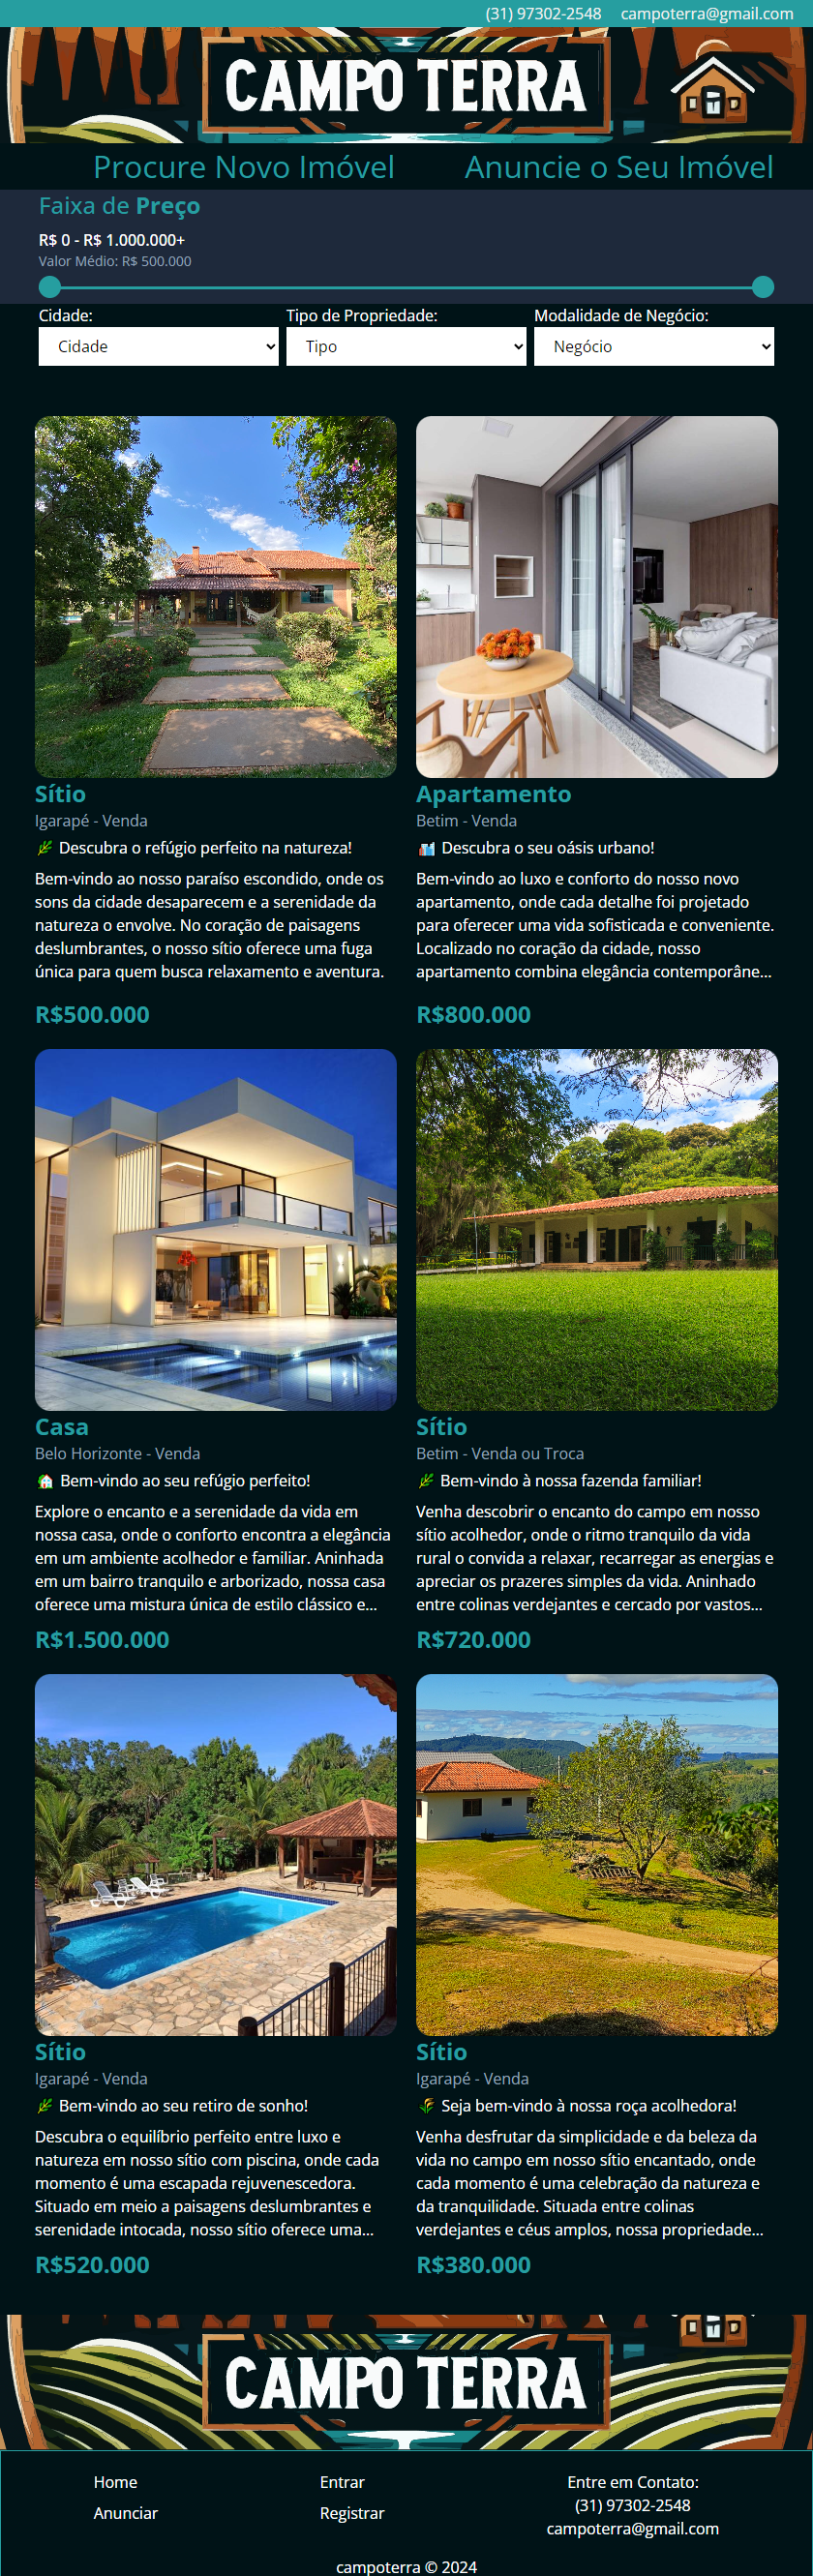 (31) 97302-2548 campoterra@gmail.com
CAMPO TERRA
Procure Novo Imóvel Anuncie o Seu Imóvel
Faixa de Preço
R$ 0 - R$ 1.000.000+
Valor Médio: R$ 500.000
Cidade: Tipo de Propriedade: Modalidade de Negócio:
Cidade Tipo Negócio
Sítio
Igarapé - Venda
🌿 Descubra o refúgio perfeito na natureza!
Bem-vindo ao nosso paraíso escondido, onde os
sons da cidade desaparecem e a serenidade da
natureza o envolve. No coração de paisagens
deslumbrantes, o nosso sítio oferece uma fuga
única para quem busca relaxamento e aventura.
R$500.000
Apartamento
Betim - Venda
🏙️ Descubra o seu oásis urbano!
Bem-vindo ao luxo e conforto do nosso novo
apartamento, onde cada detalhe foi projetado
para oferecer uma vida sofisticada e conveniente.
Localizado no coração da cidade, nosso
apartamento combina elegância contemporâne...
R$800.000
Casa
Belo Horizonte - Venda
🏡 Bem-vindo ao seu refúgio perfeito!
Explore o encanto e a serenidade da vida em
nossa casa, onde o conforto encontra a elegância
em um ambiente acolhedor e familiar. Aninhada
em um bairro tranquilo e arborizado, nossa casa
oferece uma mistura única de estilo clássico e...
R$1.500.000
Sítio
Betim - Venda ou Troca
🌿 Bem-vindo à nossa fazenda familiar!
Venha descobrir o encanto do campo em nosso
sítio acolhedor, onde o ritmo tranquilo da vida
rural o convida a relaxar, recarregar as energias e
apreciar os prazeres simples da vida. Aninhado
entre colinas verdejantes e cercado por vastos...
R$720.000
Sítio
Igarapé - Venda
🌿 Bem-vindo ao seu retiro de sonho!
Descubra o equilíbrio perfeito entre luxo e
natureza em nosso sítio com piscina, onde cada
momento é uma escapada rejuvenescedora.
Situado em meio a paisagens deslumbrantes e
serenidade intocada, nosso sítio oferece uma...
R$520.000
Sítio
Igarapé - Venda
🌾 Seja bem-vindo à nossa roça acolhedora!
Venha desfrutar da simplicidade e da beleza da
vida no campo em nosso sítio encantado, onde
cada momento é uma celebração da natureza e
da tranquilidade. Situada entre colinas
verdejantes e céus amplos, nossa propriedade...
R$380.000
CAMPO TERRA
Home
Anunciar
Entrar
Registrar
Entre em Contato:
(31) 97302-2548
campoterra@gmail.com
campoterra © 2024